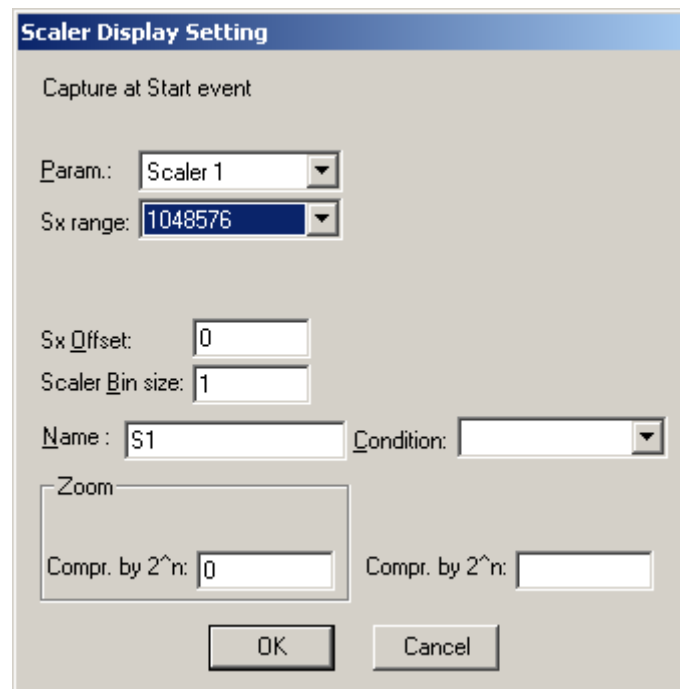 Scaler Display Setting
Capture at Start event
Param.: Scaler 1
Sx range: 1048576
Sx Offset: 0
Scaler Bin size: 1
Name : S1 Condition:
Zoom
Compr. by 2^n: 0 Compr. by 2^n:
OK Cancel